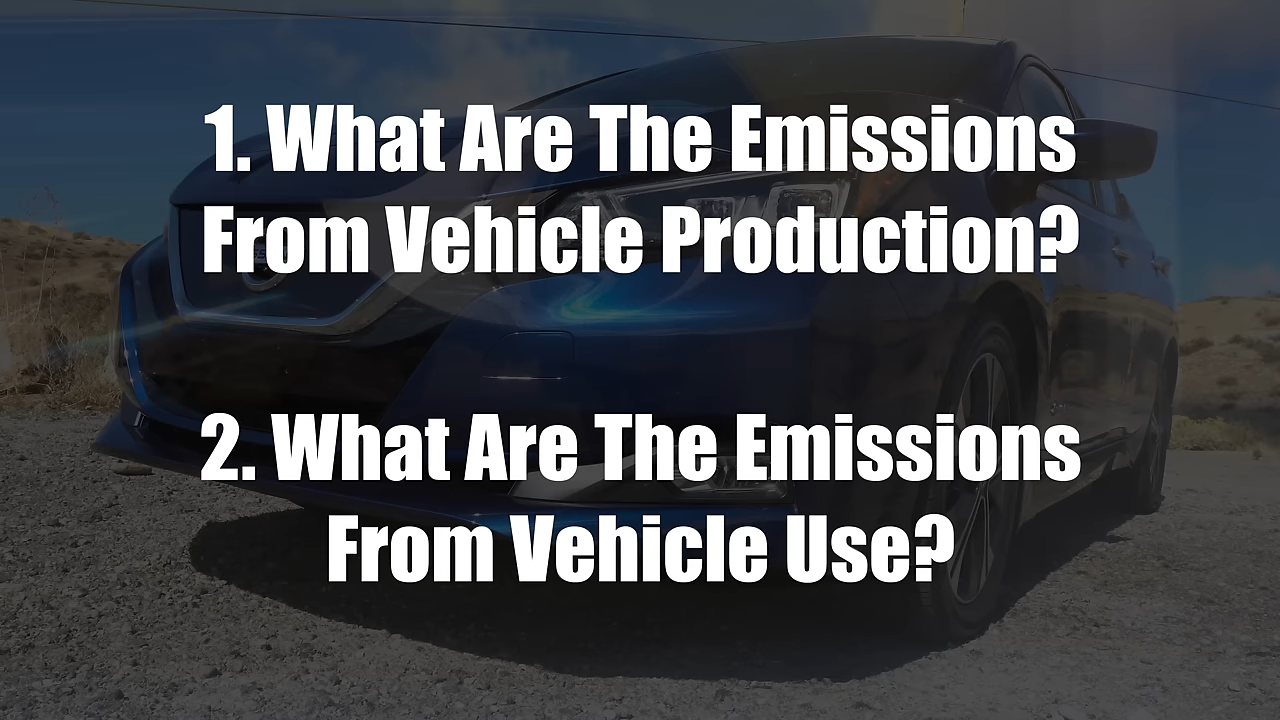 1. What Are The Emissions
From Vehicle Production?
2. What Are The Emissions
From Vehicle Use?